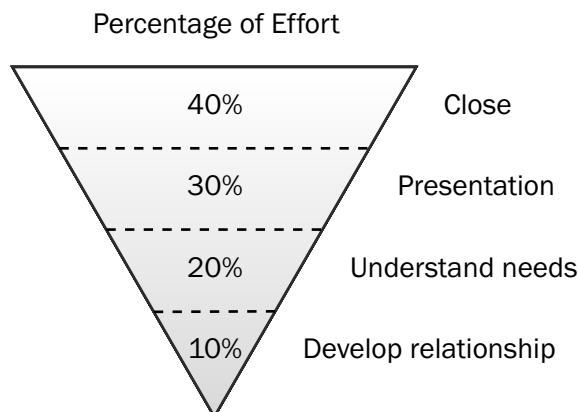 Percentage of Effort
40% Close
30% Presentation
20% Understand needs
10% Develop relationship